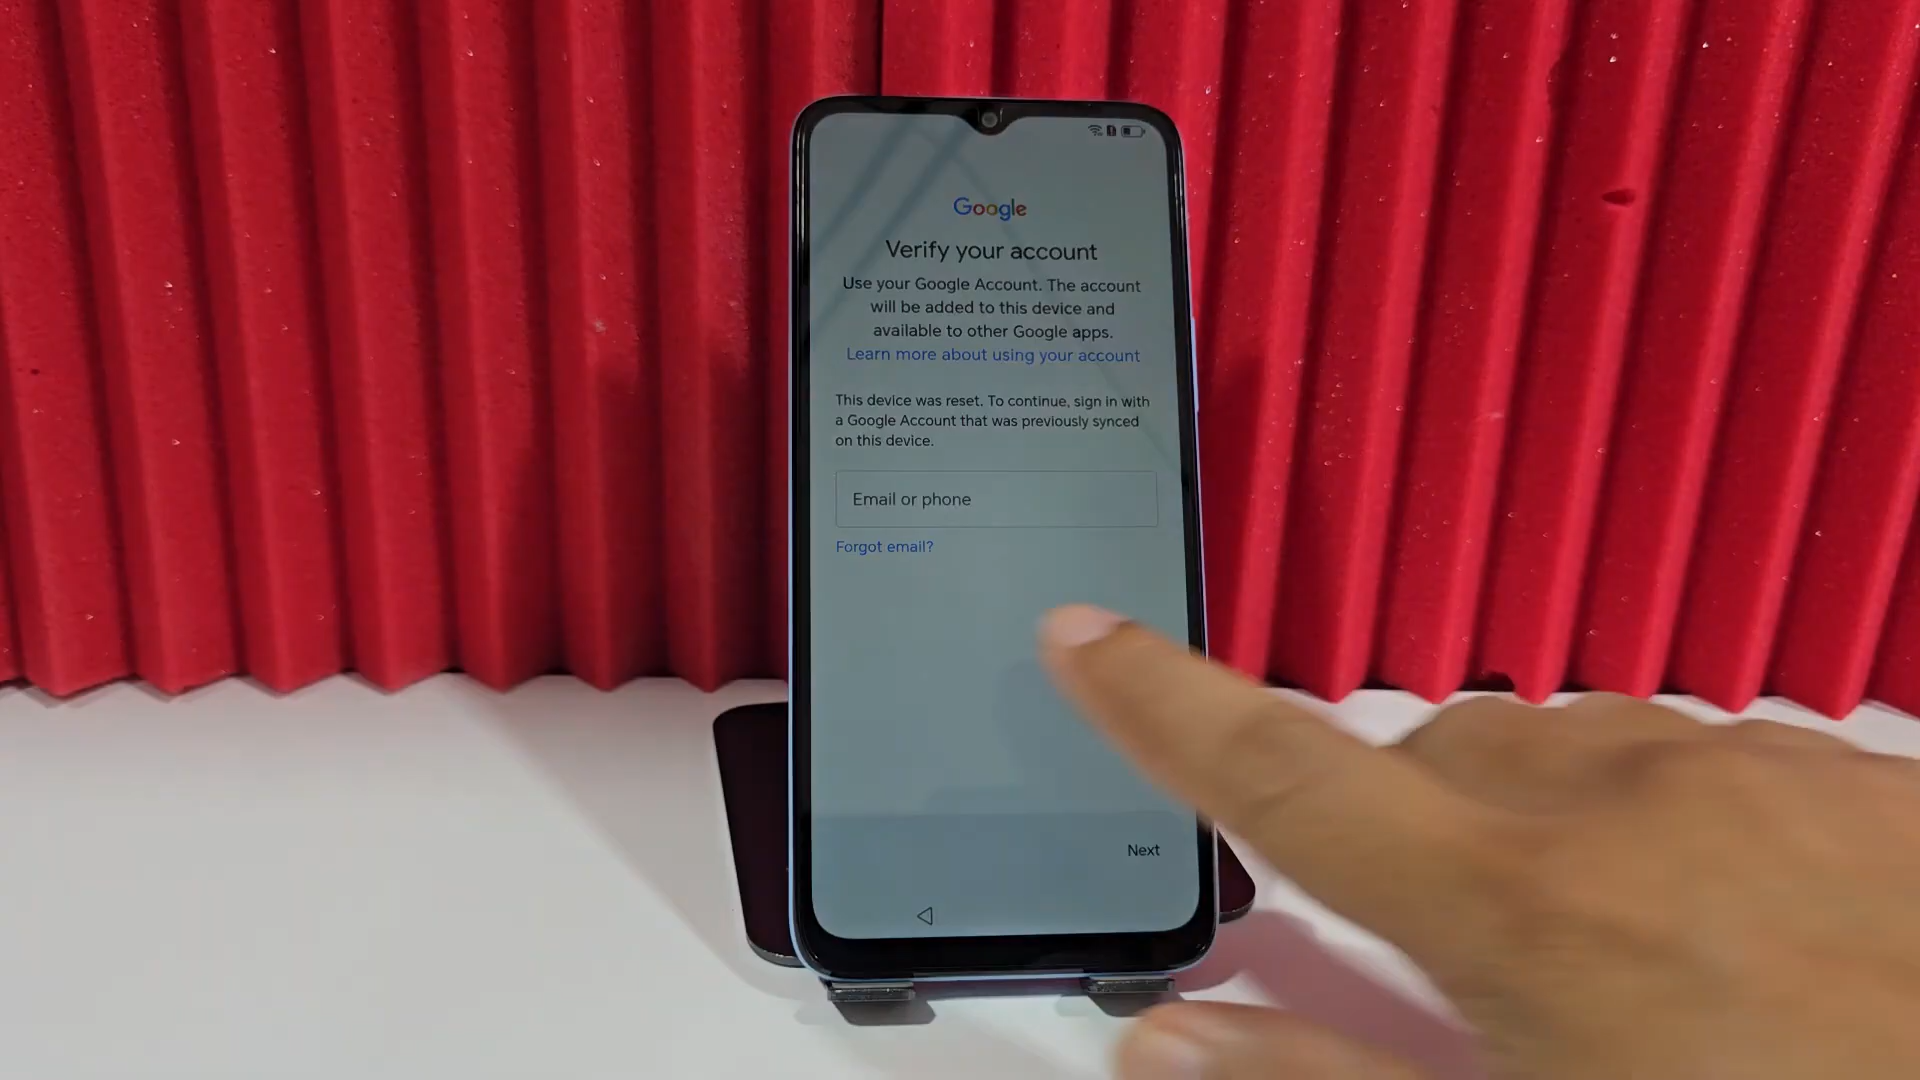 Google
Verify your account
Use your Google Account. The account
will be added to this device and
available to other Google apps.
Learn more about using your account
This device was reset. To continue, sign in with
a Google Account that was previously synced
on this device.
Email or phone
Forgot email?
Next